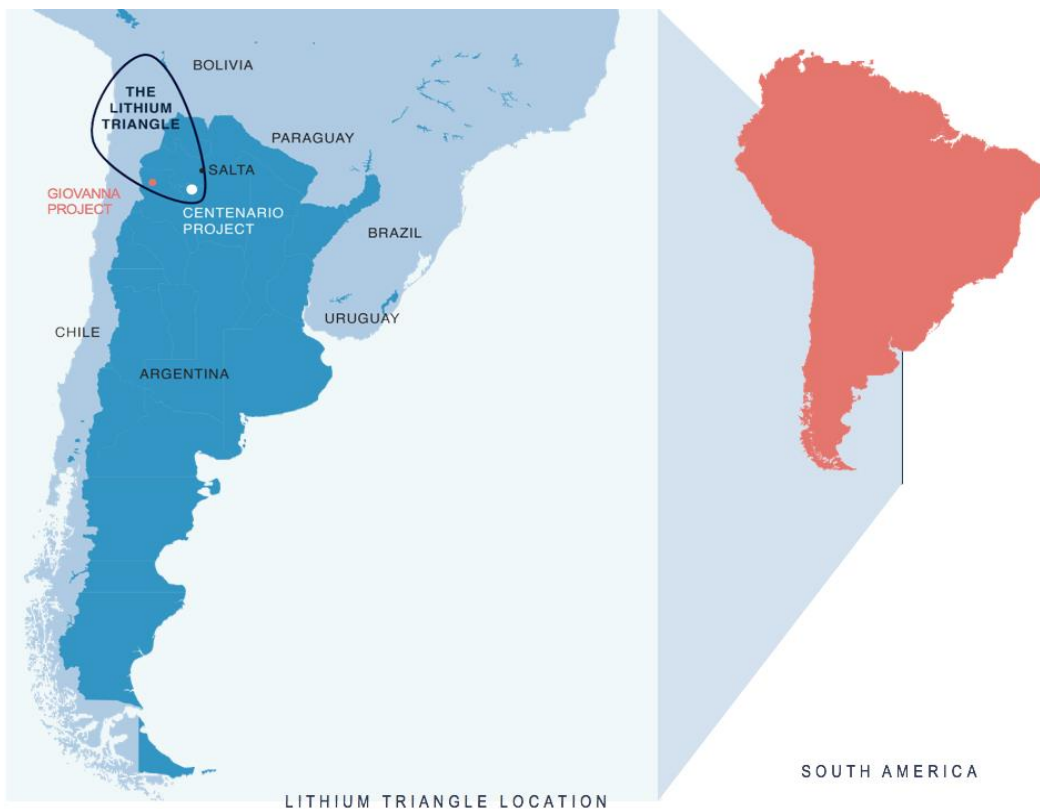 BOLIVIA
THE
LITHIUM
TRIANGLE
PARAGUAY
SALTA
GIOVANNA
PROJECT
CENTENARIO
PROJECT
BRAZIL
URUGUAY
CHILE
ARGENTINA
SOUTH AMERICA
LITHIUM TRIANGLE LOCATION